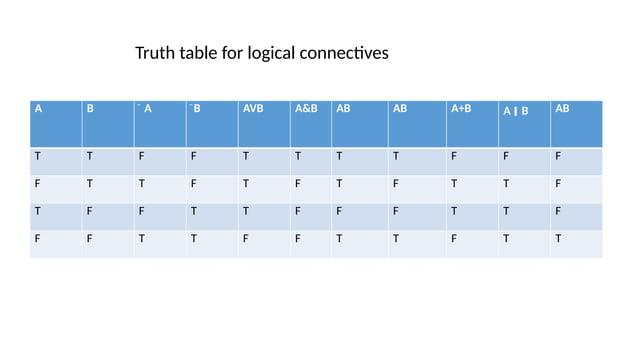 Truth table for logical connectives
A B ¯ A ¯B AVB A&B AB AB A+B A | B AB
T T F F T T T T F F F
F T T F T F T F T T F
T F F T T F F F T T F
F F T T F F T T F T T